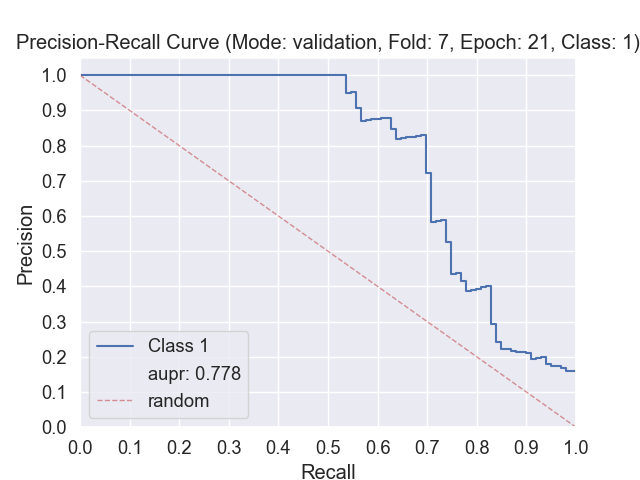 Precision-Recall Curve (Mode: validation, Fold: 7, Epoch: 21, Class: 1)
1.0
0.9
0.8
0.7
0.6
0.5
0.4
0.3
0.2
0.1
0.0
Precision
Class 1
aupr: 0.778
random
0.0 0.1 0.2 0.3 0.4 0.5 0.6 0.7 0.8 0.9 1.0
Recall